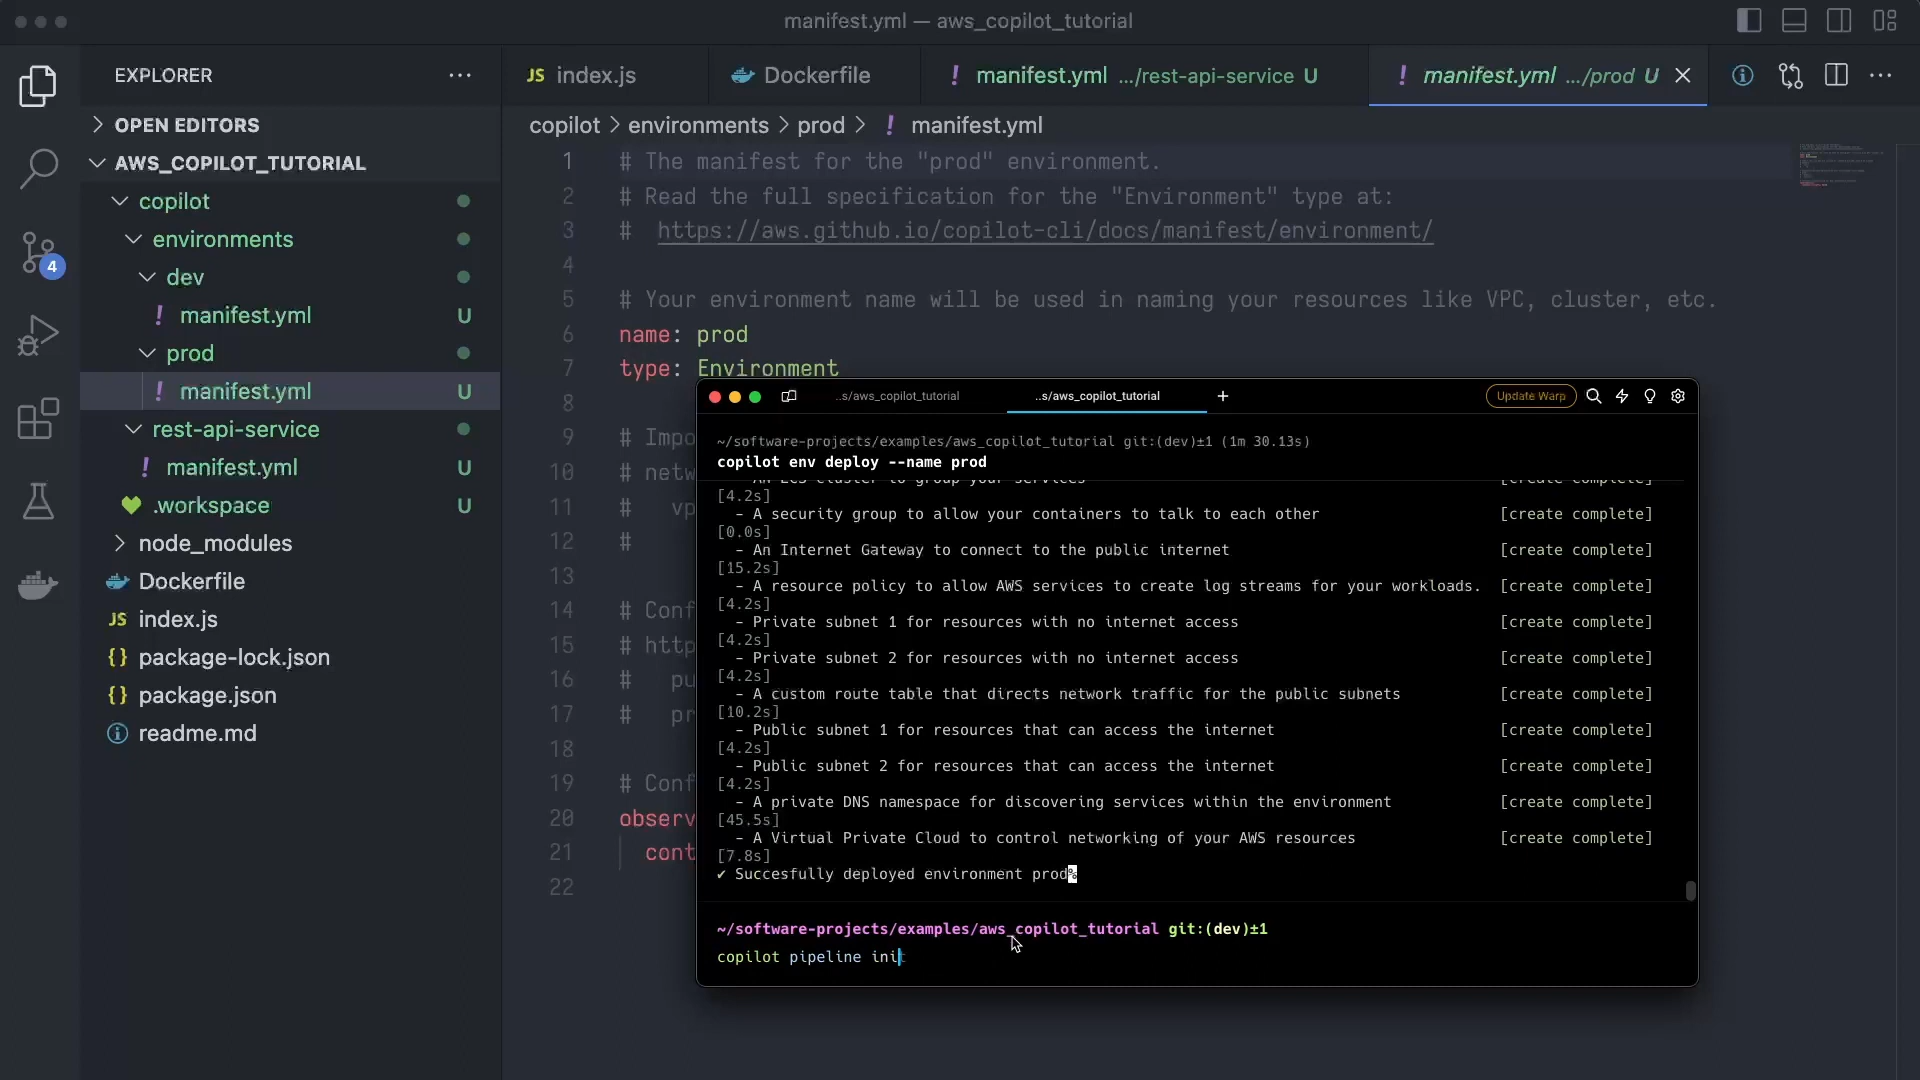 manifest.yml — aws_copilot_tutorial
EXPLORER
OPEN EDITORS
AWS_COPILOT_TUTORIAL
copilot
environments
dev
! manifest.yml U
prod
! manifest.yml U
rest-api-service
! manifest.yml U
.workspace U
node_modules
Dockerfile
JS index.js
{} package-lock.json
{} package.json
readme.md
4
JS index.js
Dockerfile
! manifest.yml .../rest-api-service U
! manifest.yml .../prod U
copilot > environments > prod > ! manifest.yml
1 # The manifest for the "prod" environment.
2 # Read the full specification for the "Environment" type at:
3 # https://aws.github.io/copilot-cli/docs/manifest/environment/
4
5 # Your environment name will be used in naming your resources like VPC, cluster, etc.
6 name: prod
7 type: Environment
8
9 # Impo
10 # netw
11 # vp
12 #
13
14 # Conf
15 # http
16 # pu
17 # pr
18
19 # Conf
20 observ
21 cont
22
..s/aws_copilot_tutorial
..s/aws_copilot_tutorial
+
Update Warp
~/software-projects/examples/aws_copilot_tutorial git:(dev)±1 (1m 30.13s)
copilot env deploy --name prod
- An ECS cluster to group your services [create complete]
[4.2s]
- A security group to allow your containers to talk to each other [create complete]
[0.0s]
- An Internet Gateway to connect to the public internet [create complete]
[15.2s]
- A resource policy to allow AWS services to create log streams for your workloads. [create complete]
[4.2s]
- Private subnet 1 for resources with no internet access [create complete]
[4.2s]
- Private subnet 2 for resources with no internet access [create complete]
[4.2s]
- A custom route table that directs network traffic for the public subnets [create complete]
[10.2s]
- Public subnet 1 for resources that can access the internet [create complete]
[4.2s]
- Public subnet 2 for resources that can access the internet [create complete]
[4.2s]
- A private DNS namespace for discovering services within the environment [create complete]
[45.5s]
- A Virtual Private Cloud to control networking of your AWS resources [create complete]
[7.8s]
✔ Succesfully deployed environment prod%
~/software-projects/examples/aws_copilot_tutorial git:(dev)±1
copilot pipeline init